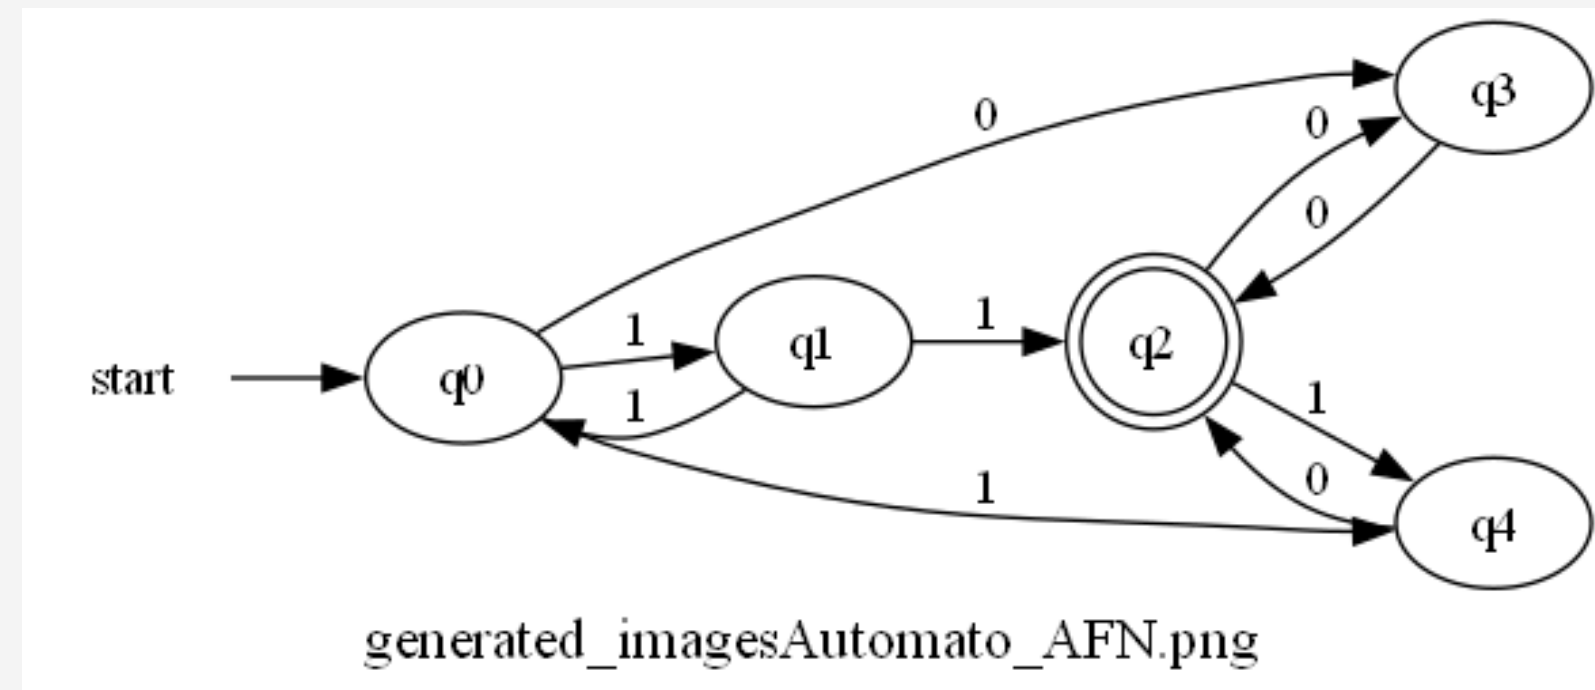 0
q3
0
0
start
q0
1
q1
1
q2
1
1
1
0
q4
generated_imagesAutomato_AFN.png